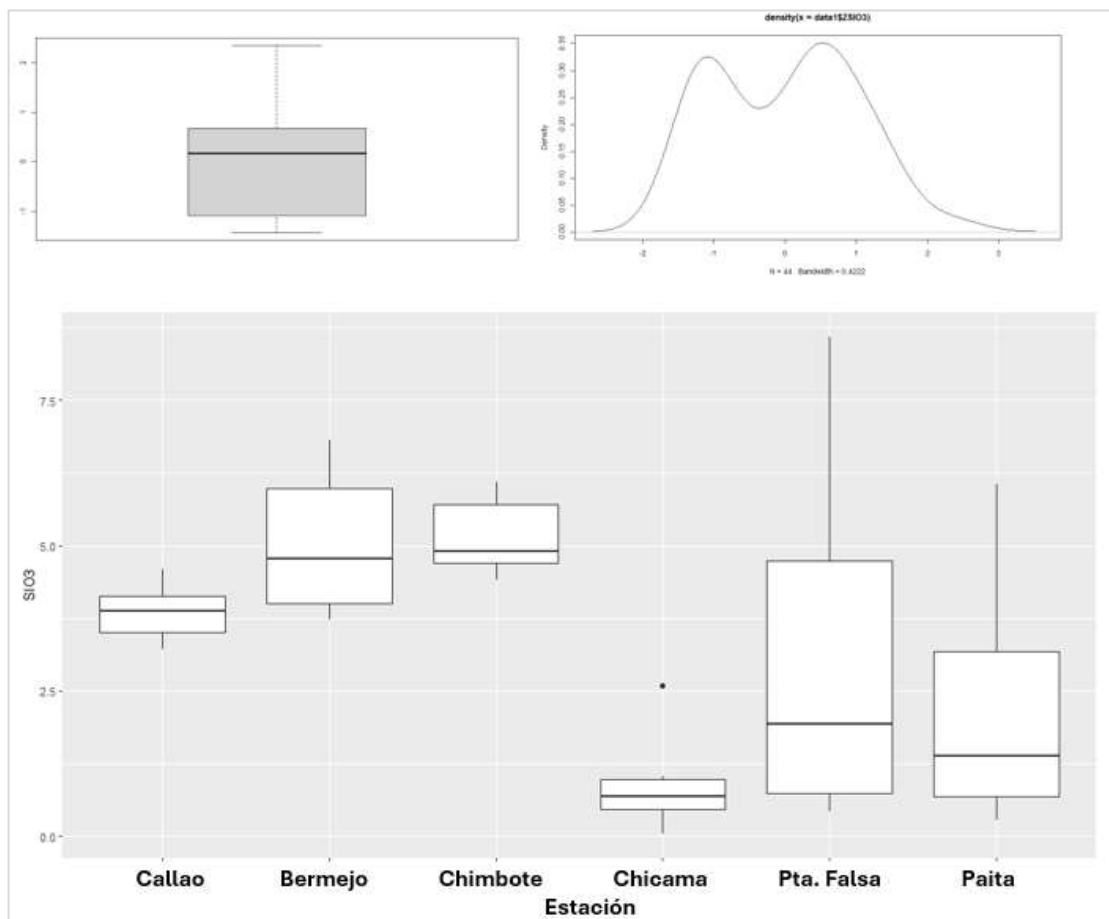 2
1
0
-1
density(x = data1$ZSIO3)
Density
0.35
0.30
0.25
0.20
0.15
0.10
0.05
0.00
-2 -1 0 1 2 3
N = 44 Bandwidth = 0.4222
SIO3
7.5
5.0
2.5
0.0
Callao Bermejo Chimbote Chicama Pta. Falsa Paita
Estación